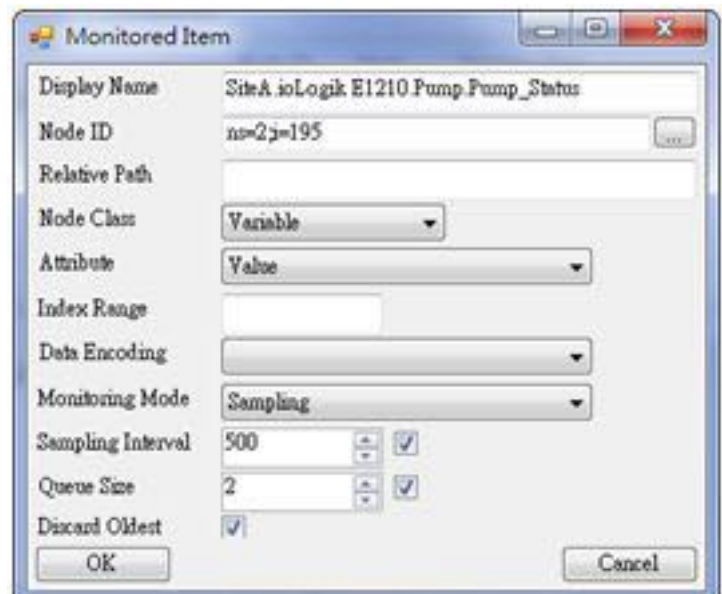 Monitored Item
Display Name SiteA.ioLogik E1210 Pump.Pump_Status
Node ID ns=2;i=195 ...
Relative Path
Node Class Variable
Attribute Value
Index Range
Data Encoding
Monitoring Mode Sampling
Sampling Interval 500
Queue Size 2
Discard Oldest
OK Cancel